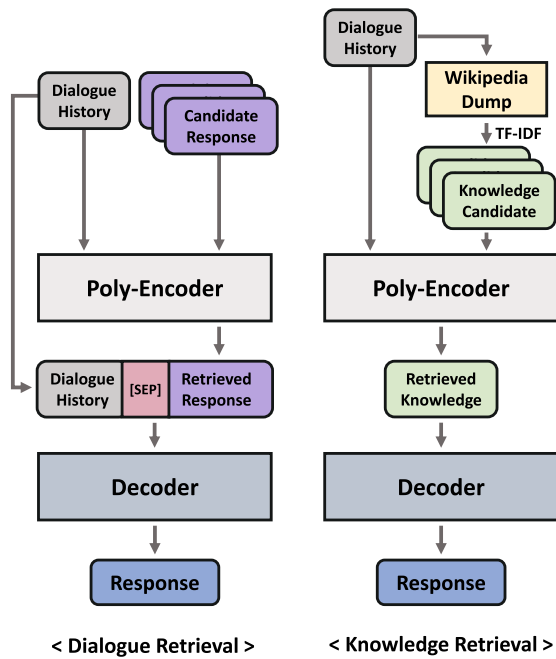 Dialogue
History
Candidate
Response
Poly-Encoder
Dialogue
History
[SEP]
Retrieved
Response
Decoder
Response
< Dialogue Retrieval >
Dialogue
History
Wikipedia
Dump
TF-IDF
Knowledge
Candidate
Poly-Encoder
Retrieved
Knowledge
Decoder
Response
< Knowledge Retrieval >